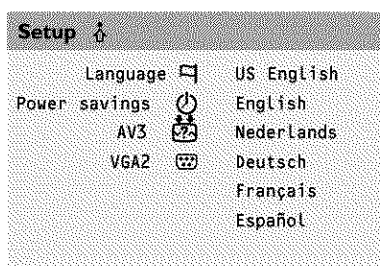 Setup
Language US English
Power savings English
AV3 Nederlands
VGA2 Deutsch
Français
Español